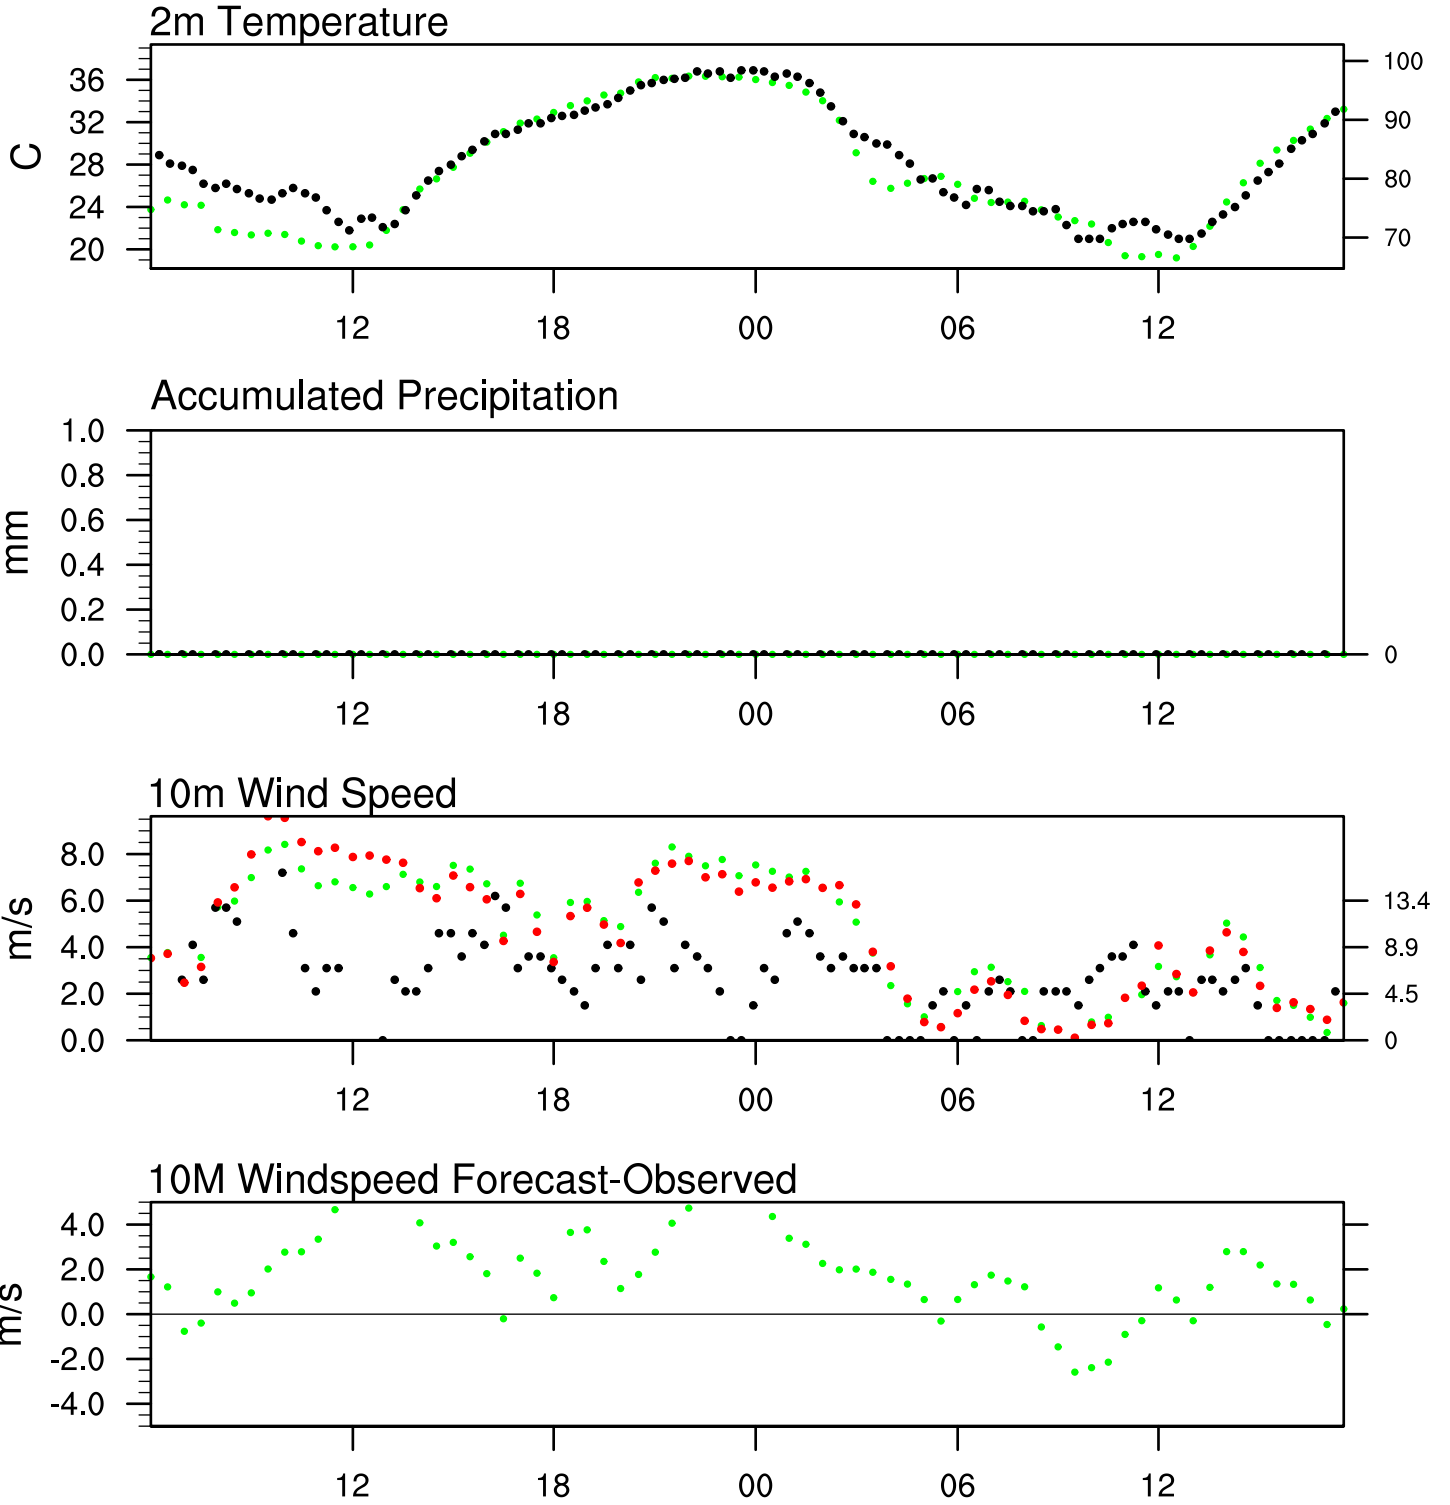 2m Temperature
36
32
28
24
20
C
100
90
80
70
12 18 00 06 12
Accumulated Precipitation
1.0
0.8
0.6
0.4
0.2
0.0
mm
0
12 18 00 06 12
10m Wind Speed
8.0
6.0
4.0
2.0
0.0
m/s
13.4
8.9
4.5
0
12 18 00 06 12
10M Windspeed Forecast-Observed
4.0
2.0
0.0
-2.0
-4.0
m/s
12 18 00 06 12